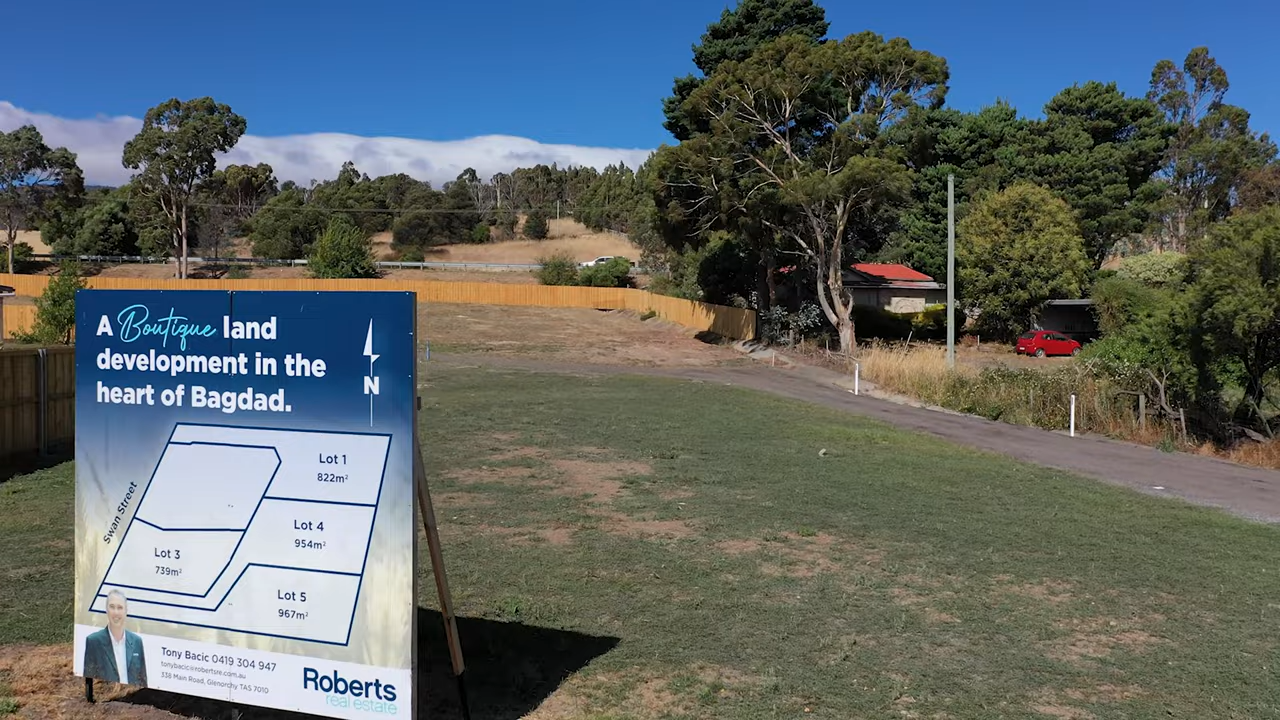 A Boutique land
development in the
heart of Bagdad.
N
Lot 1
822m²
Lot 4
954m²
Swan Street
Lot 3
739m²
Lot 5
967m²
Tony Bacic 0419 304 947
tonybacic@robertsre.com.au
338 Main Road, Glenorchy TAS 7010
Roberts
real estate